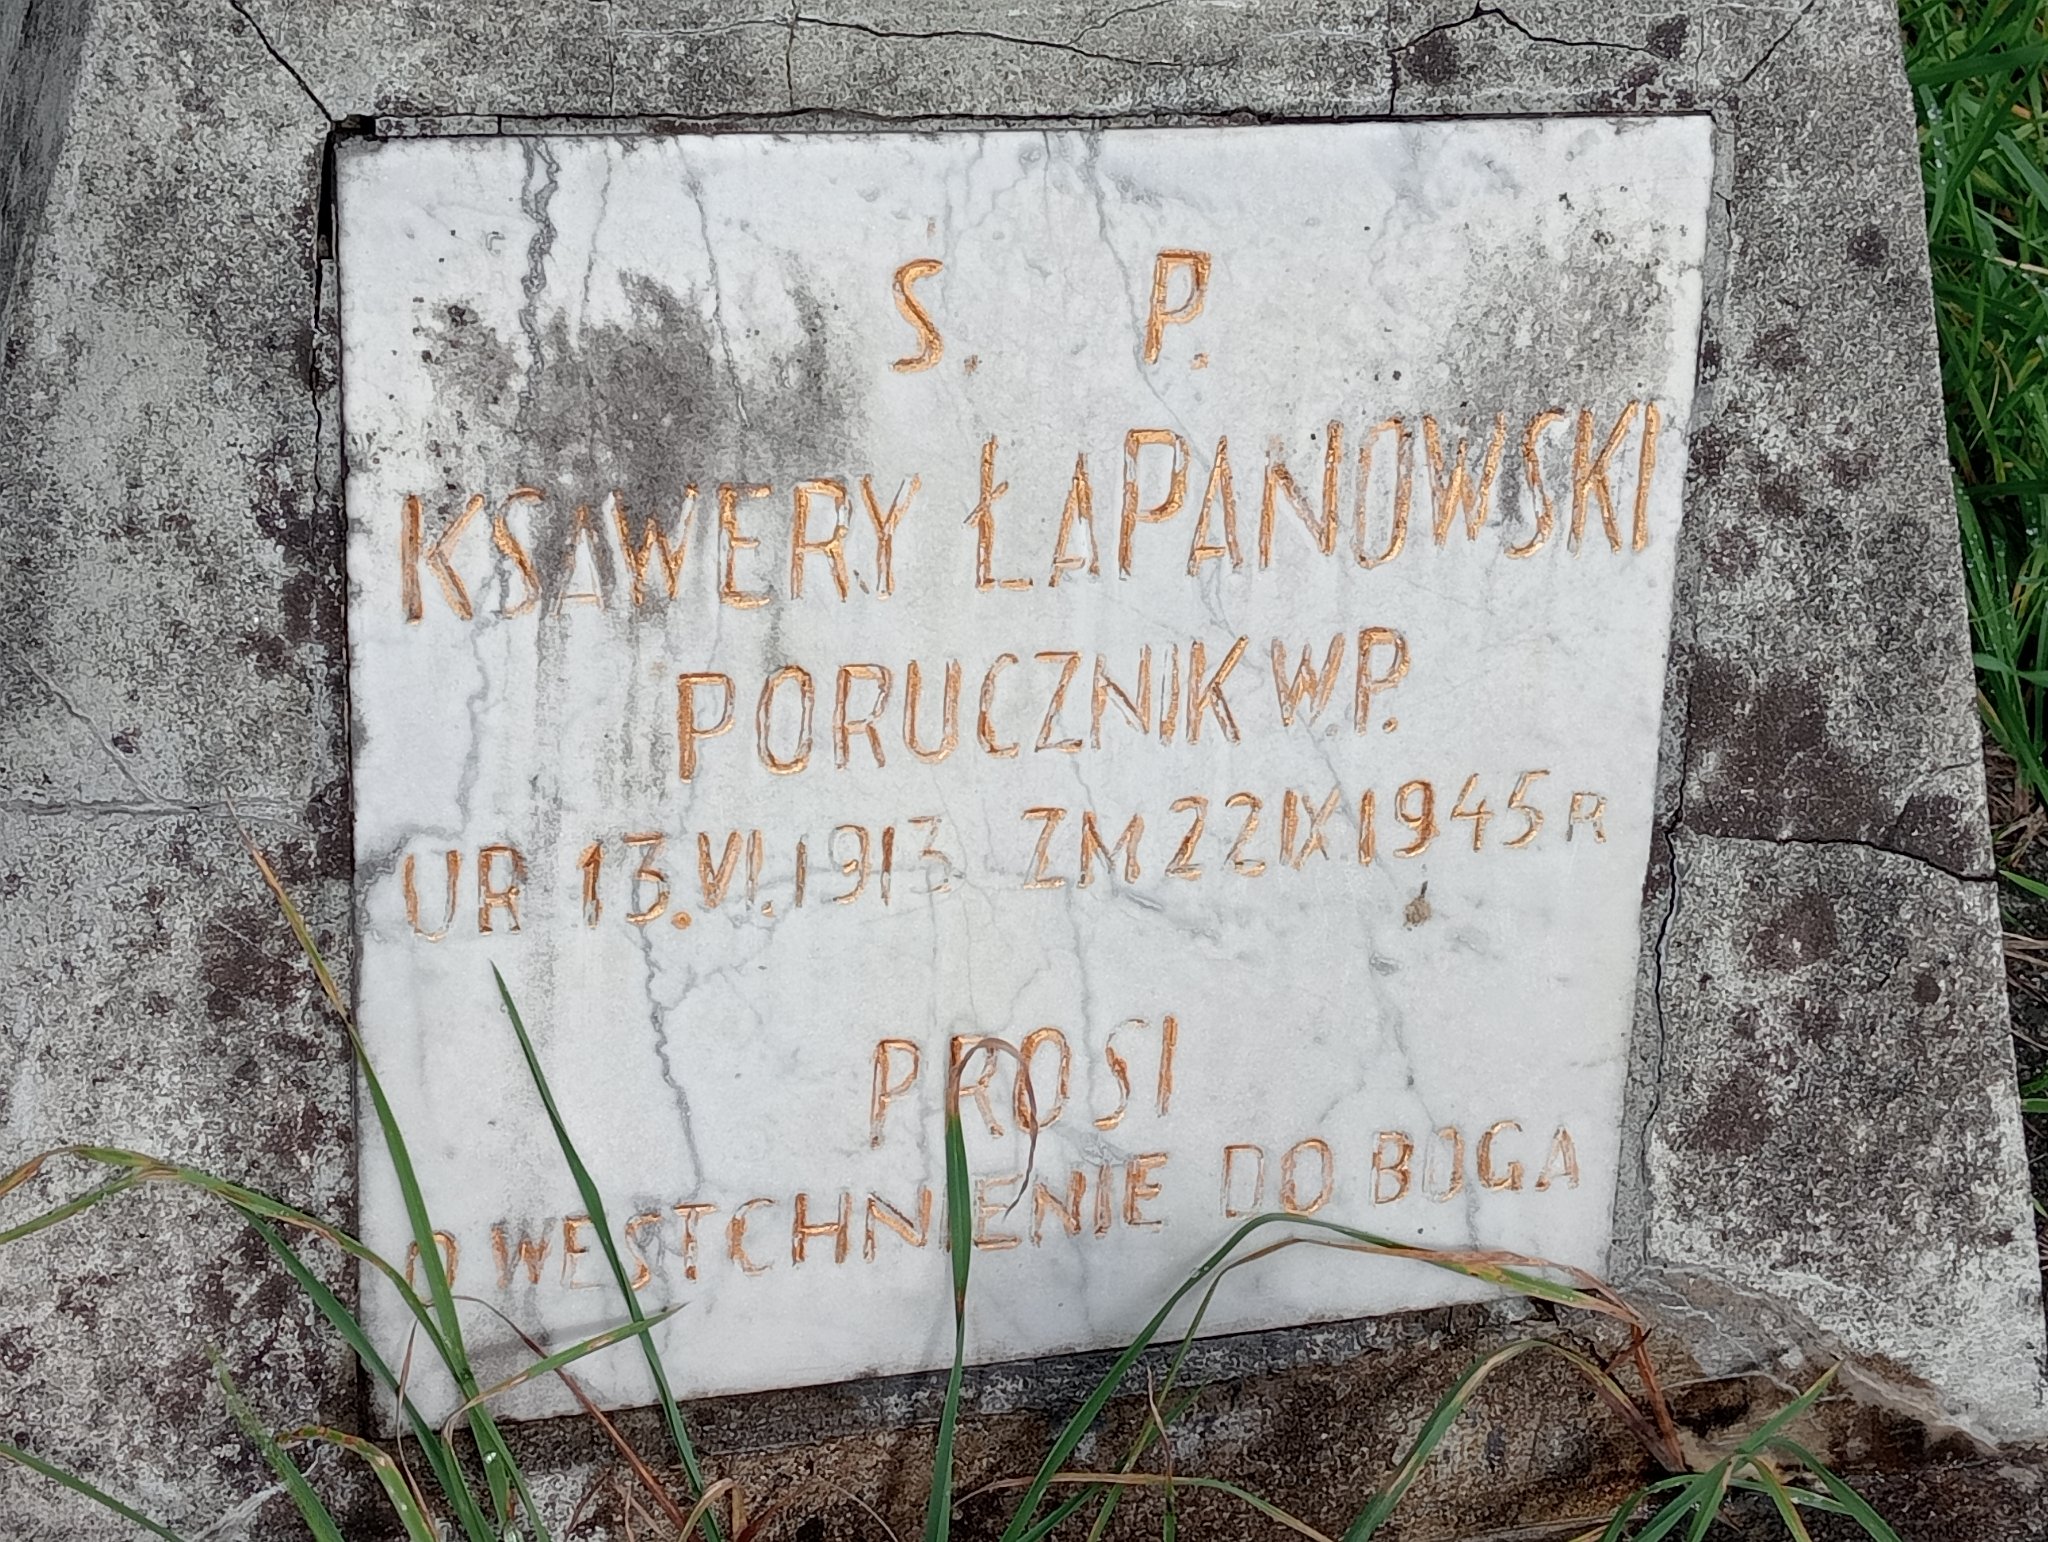 Ś. P.
KSAWERY ŁAPANOWSKI
PORUCZNIK W.P.
UR 13.VI.1913 ZM 22 IX 1945 R
PROSI
O WESTCHNIENIE DO BOGA